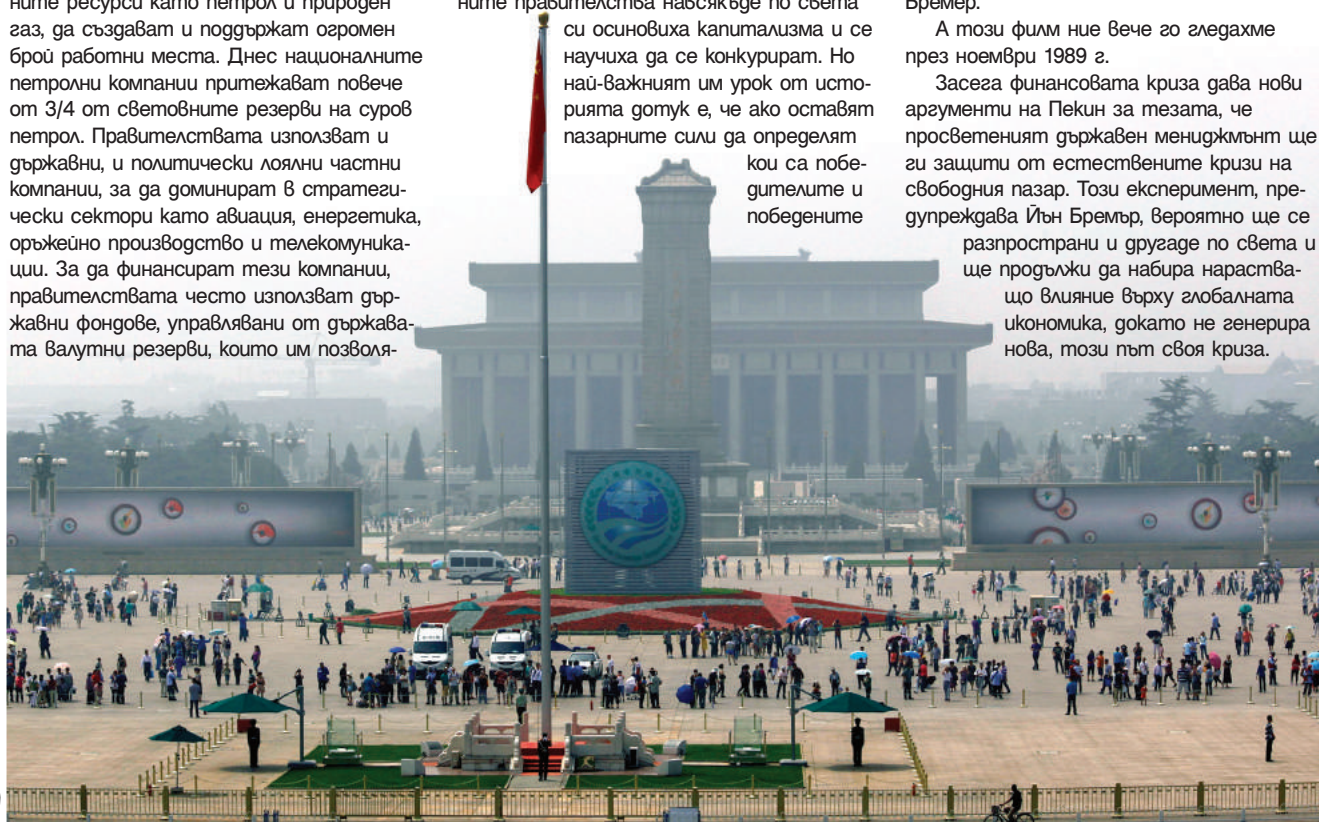 ните ресурси като петрол и природен
газ, да създават и поддържат огромен
брой работни места. Днес националните
петролни компании притежават повече
от 3/4 от световните резерви на суров
петрол. Правителствата използват и
държавни, и политически лоялни частни
компании, за да доминират в стратеги-
чески сектори като авиация, енергетика,
оръжейно производство и телекомуника-
ции. За да финансират тези компании,
правителствата често използват дър-
жавни фондове, управлявани от държава-
та валутни резерви, които им позволя-
ните правителства навсякъде по света
си осиновиха капитализма и се
научиха да се конкурират. Но
най-важният им урок от исто-
рията дотук е, че ако оставят
пазарните сили да определят
кои са побе-
дителите и
победените
Бремер.
А този филм ние вече го гледахме
през ноември 1989 г.
Засега финансовата криза дава нови
аргументи на Пекин за тезата, че
просветеният държавен мениджмънт ще
ги защити от естествените кризи на
свободния пазар. Този експеримент, пре-
дупреждава Йън Бремър, вероятно ще се
разпространи и другаде по света и
ще продължи да набира нараства-
що влияние върху глобалната
икономика, докато не генерира
нова, този път своя криза.